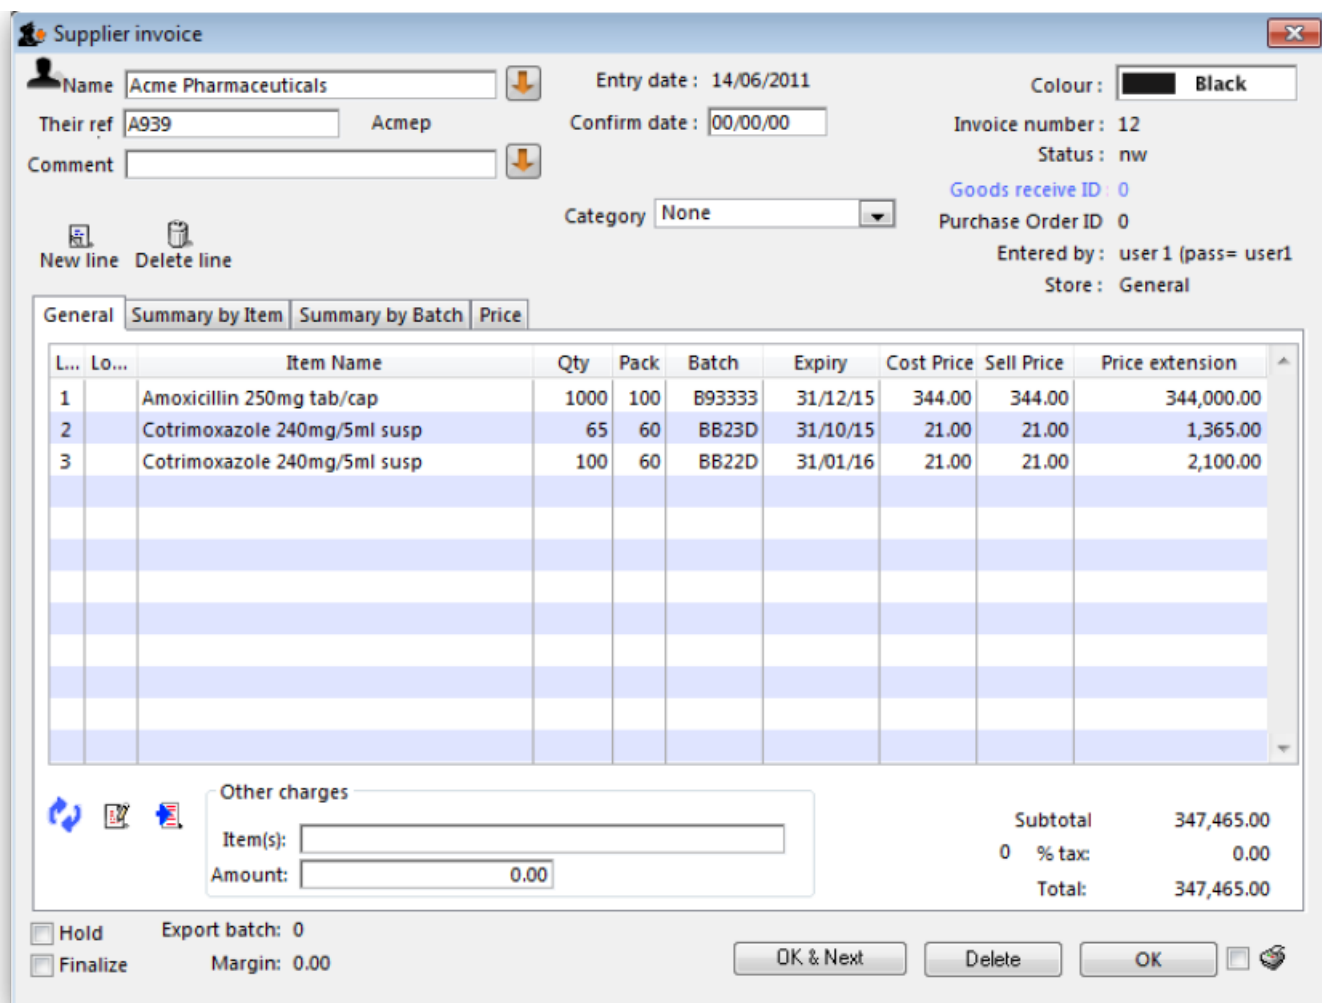 Supplier invoice
Name Acme Pharmaceuticals Entry date : 14/06/2011 Colour : Black
Their ref A939 Acmep Confirm date : 00/00/00 Invoice number : 12
Comment Status : nw
Goods receive ID : 0
Category None Purchase Order ID 0
New line Delete line Entered by : user 1 (pass= user1
Store : General
General Summary by Item Summary by Batch Price
L... Lo... Item Name Qty Pack Batch Expiry Cost Price Sell Price Price extension
1 Amoxicillin 250mg tab/cap 1000 100 B93333 31/12/15 344.00 344.00 344,000.00
2 Cotrimoxazole 240mg/5ml susp 65 60 BB23D 31/10/15 21.00 21.00 1,365.00
3 Cotrimoxazole 240mg/5ml susp 100 60 BB22D 31/01/16 21.00 21.00 2,100.00
Other charges
Subtotal 347,465.00
Item(s): 0 % tax: 0.00
Amount: 0.00 Total: 347,465.00
Hold Export batch: 0
Finalize Margin: 0.00 OK & Next Delete OK